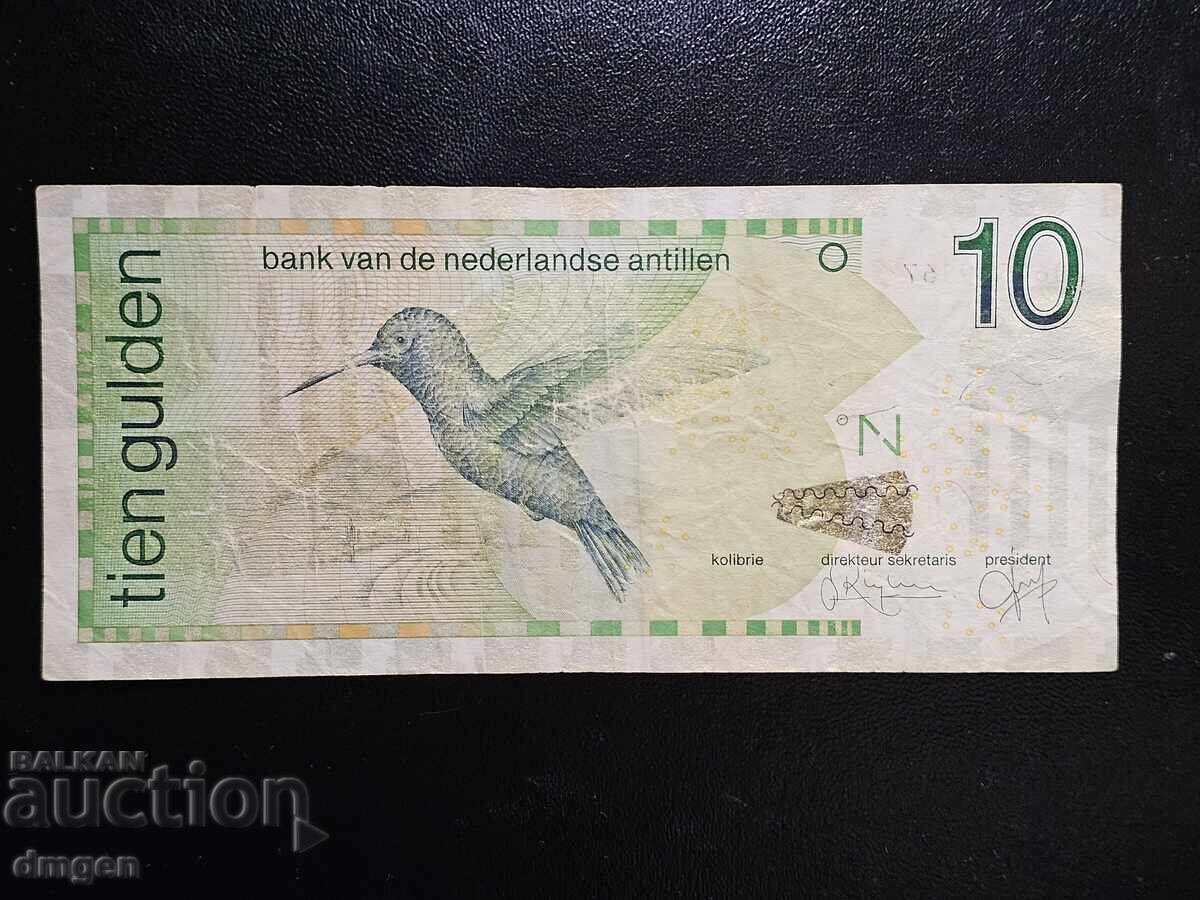 tien gulden
bank van de nederlandse antillen
10
N
kolibrie
direkteur sekretaris
president
BALKAN
auction
dmgen